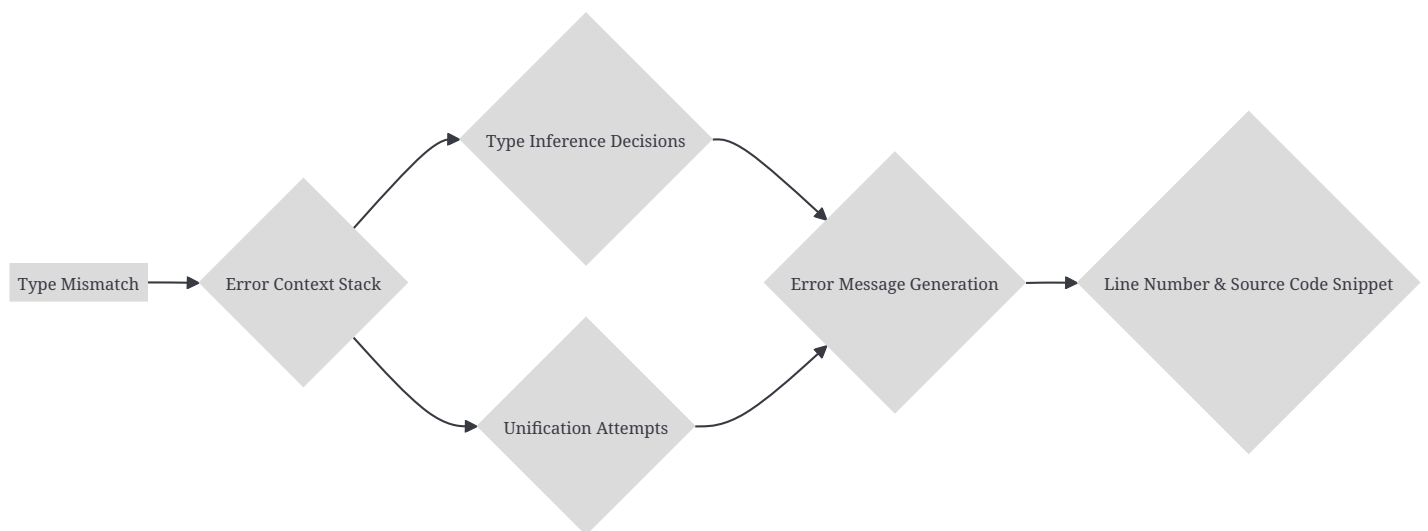 Type Mismatch
Error Context Stack
Type Inference Decisions
Unification Attempts
Error Message Generation
Line Number & Source Code Snippet